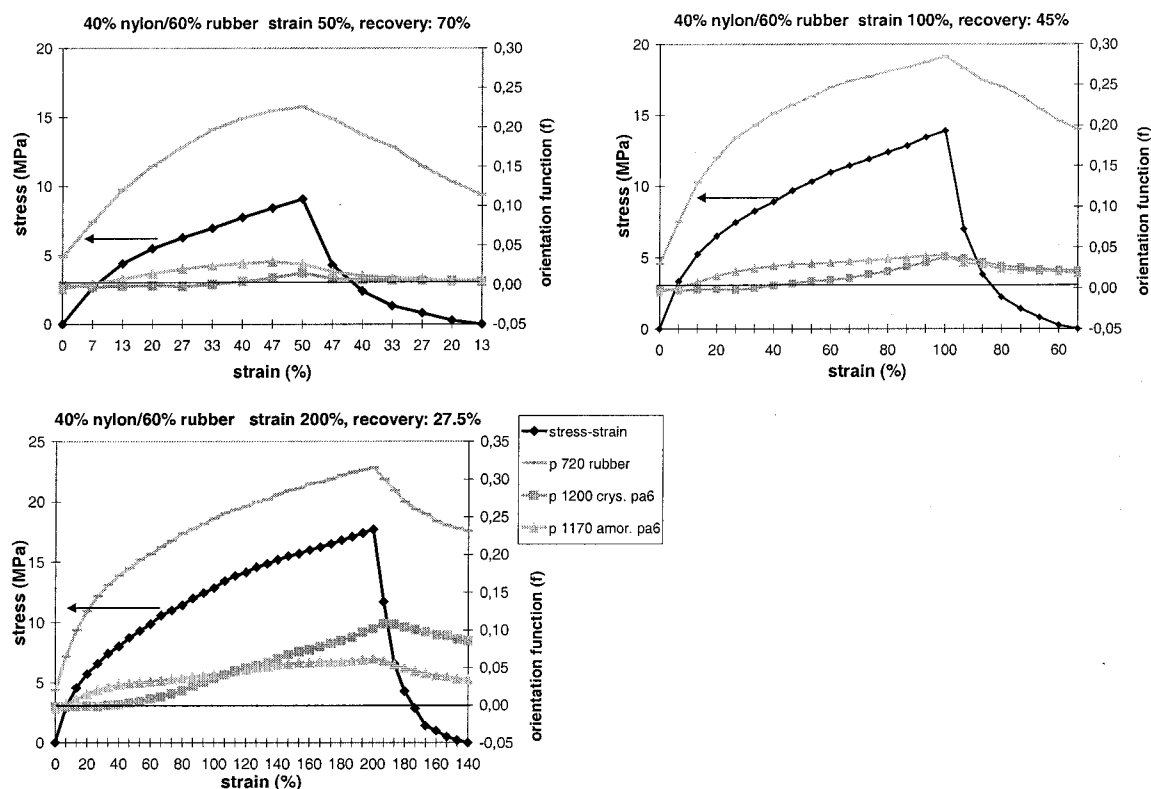 40% nylon/60% rubber strain 50%, recovery: 70%
stress (MPa)
20
15
10
5
0
0,30
0,25
0,20
0,15
0,10
0,05
0,00
-0,05
orientation function (f)
0 7 13 20 27 33 40 47 50 47 40 33 27 20 13
strain (%)
40% nylon/60% rubber strain 100%, recovery: 45%
stress (MPa)
20
15
10
5
0
0,30
0,25
0,20
0,15
0,10
0,05
0,00
-0,05
orientation function (f)
0 20 40 60 80 100 80 60
strain (%)
40% nylon/60% rubber strain 200%, recovery: 27.5%
stress (MPa)
25
20
15
10
5
0
0,35
0,30
0,25
0,20
0,15
0,10
0,05
0,00
-0,05
orientation function (f)
0 20 40 60 80 100 120 140 160 180 200 180 160 140
strain (%)
stress-strain
p 720 rubber
p 1200 crys. pa6
p 1170 amor. pa6